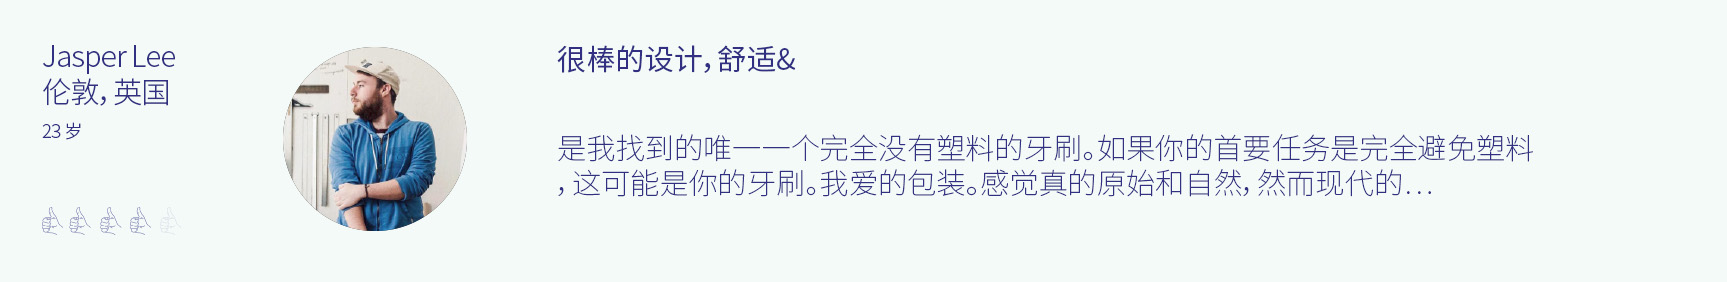 Jasper Lee
伦敦，英国
23 岁
很棒的设计，舒适&
是我找到的唯一一个完全没有塑料的牙刷。如果你的首要任务是完全避免塑料
，这可能是你的牙刷。我爱的包装。感觉真的原始和自然，然而现代的...